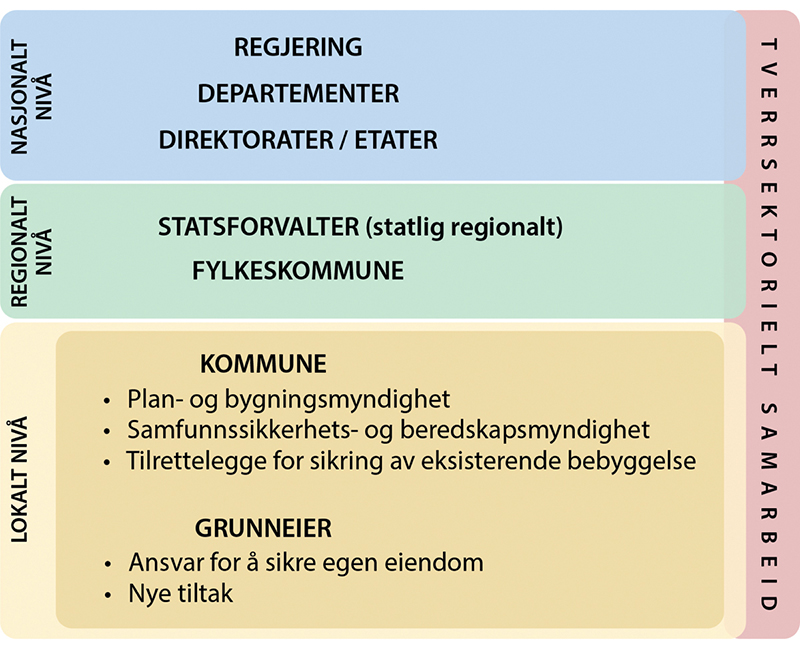 NASJONALT
NIVÅ
REGJERING
DEPARTEMENTER
DIREKTORATER / ETATER
REGIONALT
NIVÅ
STATSFORVALTER (statlig regionalt)
FYLKESKOMMUNE
LOKALT NIVÅ
KOMMUNE
• Plan- og bygningsmyndighet
• Samfunnssikkerhets- og beredskapsmyndighet
• Tilrettelegge for sikring av eksisterende bebyggelse
GRUNNEIER
• Ansvar for å sikre egen eiendom
• Nye tiltak
TVERRSEKTORIELT SAMARBEID